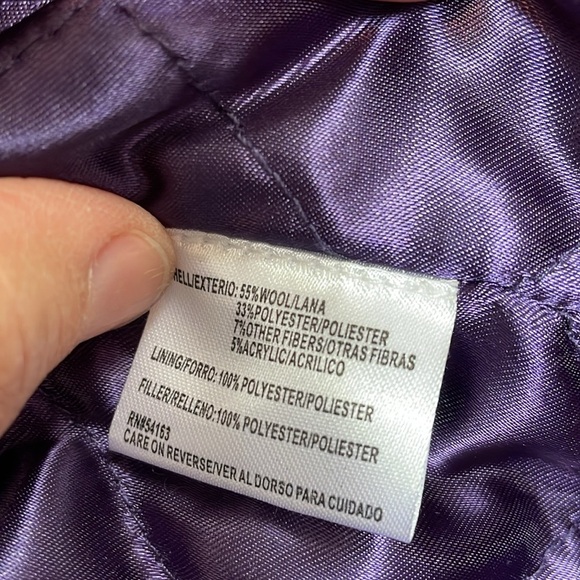 HELL/EXTERIO: 55%WOOL/LANA
33%POLYESTER/POLIESTER
7%OTHER FIBERS/OTRAS FIBRAS
5%ACRYLIC/ACRILICO
LINING/FORRO: 100% POLYESTER/POLIESTER
FILLER/RELLENO:100% POLYESTER/POLIESTER
RN#54163
CARE ON REVERSE/VER AL DORSO PARA CUIDADO